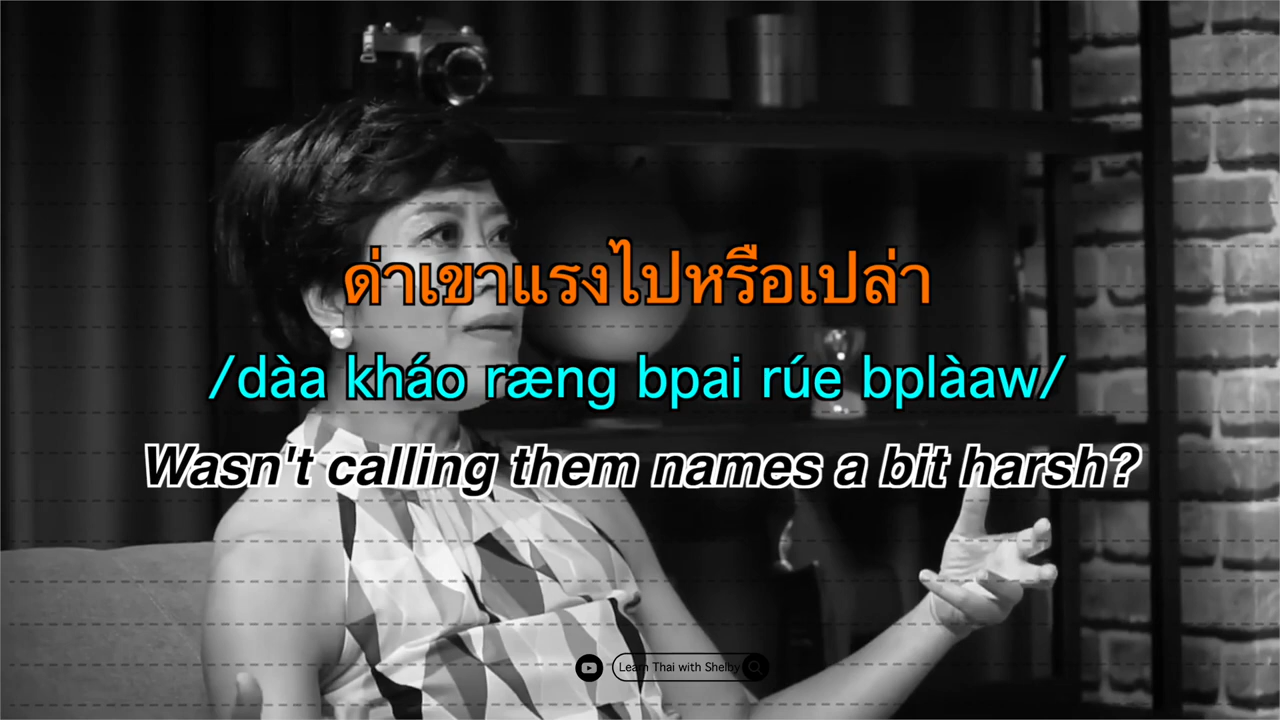 ด่าเขาแรงไปหรือเปล่า
/dàa kháo ræng bpai rúe bplàaw/
Wasn't calling them names a bit harsh?
Learn Thai with Shelby